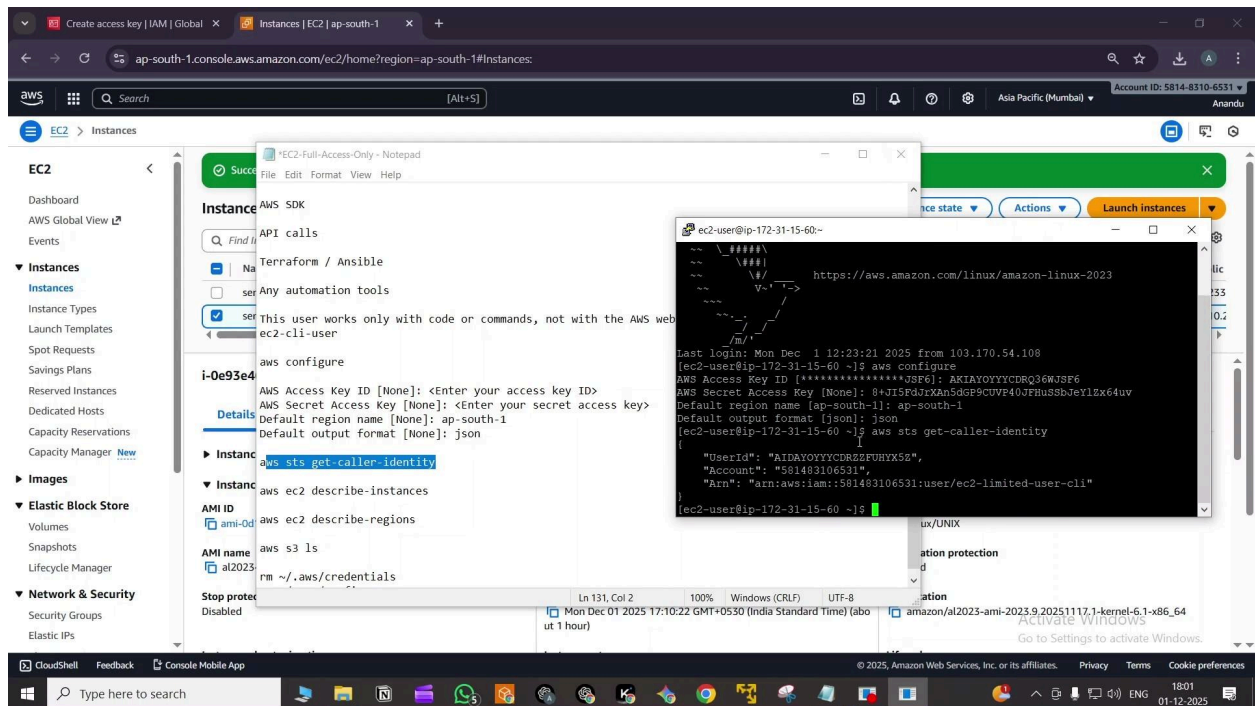 Create access key | IAM | Global
Instances | EC2 | ap-south-1
ap-south-1.console.aws.amazon.com/ec2/home?region=ap-south-1#Instances:
aws
Search
[Alt+S]
Asia Pacific (Mumbai)
Account ID: 5814-8310-6531
Anandu
EC2 > Instances
EC2
Dashboard
AWS Global View
Events
Instances
Instances
Instance Types
Launch Templates
Spot Requests
Savings Plans
Reserved Instances
Dedicated Hosts
Capacity Reservations
Capacity Manager New
Images
Elastic Block Store
Volumes
Snapshots
Lifecycle Manager
Network & Security
Security Groups
Elastic IPs
Actions
Launch instances
*EC2-Full-Access-Only - Notepad
File Edit Format View Help
AWS SDK
API calls
Terraform / Ansible
Any automation tools
This user works only with code or commands, not with the AWS web
ec2-cli-user
aws configure
AWS Access Key ID [None]: <Enter your access key ID>
AWS Secret Access Key [None]: <Enter your secret access key>
Default region name [None]: ap-south-1
Default output format [None]: json
aws sts get-caller-identity
aws ec2 describe-instances
aws ec2 describe-regions
aws s3 ls
rm ~/.aws/credentials
Ln 131, Col 2 100% Windows (CRLF) UTF-8
ec2-user@ip-172-31-15-60:~
https://aws.amazon.com/linux/amazon-linux-2023
Last login: Mon Dec 1 12:23:21 2025 from 103.170.54.108
[ec2-user@ip-172-31-15-60 ~]$ aws configure
AWS Access Key ID [****************JSF6]: AKIAYOYYYCDRQ36WJSF6
AWS Secret Access Key [None]: 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
Default region name [ap-south-1]: ap-south-1
Default output format [json]: json
[ec2-user@ip-172-31-15-60 ~]$ aws sts get-caller-identity
{
"UserId": "AIDAYOYYYCDRZZFUHYX5Z",
"Account": "581483106531",
"Arn": "arn:aws:iam::581483106531:user/ec2-limited-user-cli"
}
[ec2-user@ip-172-31-15-60 ~]$
Details
AMI ID
AMI name
Stop protec
Disabled
Mon Dec 01 2025 17:10:22 GMT+0530 (India Standard Time) (abo
ut 1 hour)
amazon/al2023-ami-2023.9.20251117.1-kernel-6.1-x86_64
Activate Windows
Go to Settings to activate Windows.
CloudShell Feedback Console Mobile App
© 2025, Amazon Web Services, Inc. or its affiliates. Privacy Terms Cookie preferences
Type here to search
ENG
18:01
01-12-2025